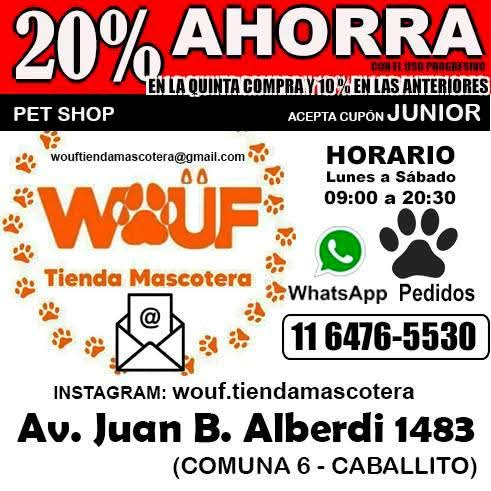 20% AHORRA
CON EL USO PROGRESIVO
EN LA QUINTA COMPRA Y 10% EN LAS ANTERIORES
PET SHOP ACEPTA CUPÓN JUNIOR
wouftiendamascotera@gmail.com
HORARIO
Lunes a Sábado
09:00 a 20:30
WOÜF
Tienda Mascotera
@
WhatsApp Pedidos
11 6476-5530
INSTAGRAM: wouf.tiendamascotera
Av. Juan B. Alberdi 1483
(COMUNA 6 - CABALLITO)